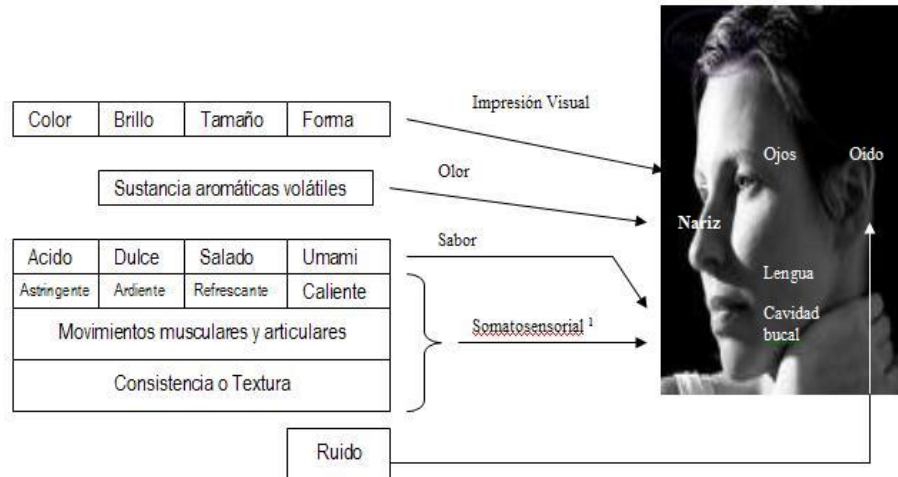 Impresión Visual
Color Brillo Tamaño Forma
Ojos Oido
Sustancia aromáticas volátiles
Olor
Nariz
Sabor
Acido Dulce Salado Umami
Astringente Ardiente Refrescante Caliente
Lengua
Movimientos musculares y articulares
Somatosensorial 1
Cavidad
bucal
Consistencia o Textura
Ruido